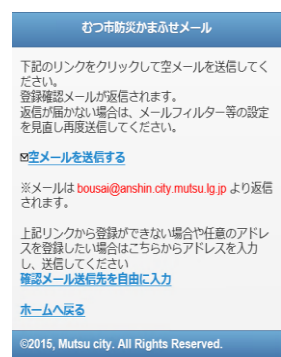 むつ市防災かまふせメール
下記のリンクをクリックして空メールを送信してく
ださい。
登録確認メールが返信されます。
返信が届かない場合は、メールフィルター等の設定
を見直し再度送信してください。
空メールを送信する
※メールは bousai@anshin.city.mutsu.lg.jp より返信
されます。
上記リンクから登録ができない場合や任意のアドレ
スを登録したい場合はこちらからアドレスを入力
し、送信してください
確認メール送信先を自由に入力
ホームへ戻る
©2015, Mutsu city. All Rights Reserved.